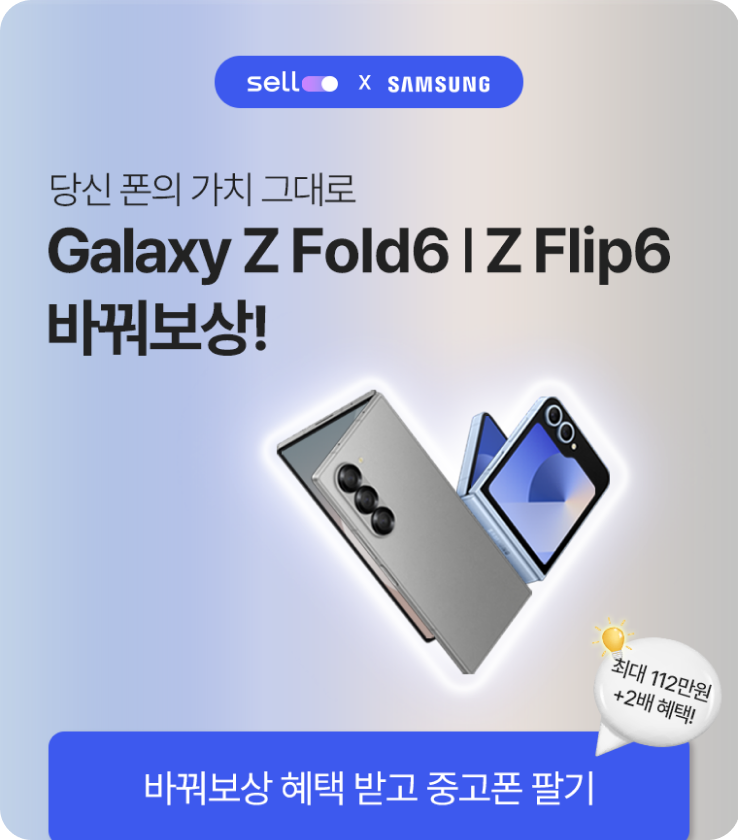 sell
x
SAMSUNG
당신 폰의 가치 그대로
Galaxy Z Fold6 | Z Flip6
바꿔보상!
최대 112만원
+2배 혜택!
바꿔보상 혜택 받고 중고폰 팔기